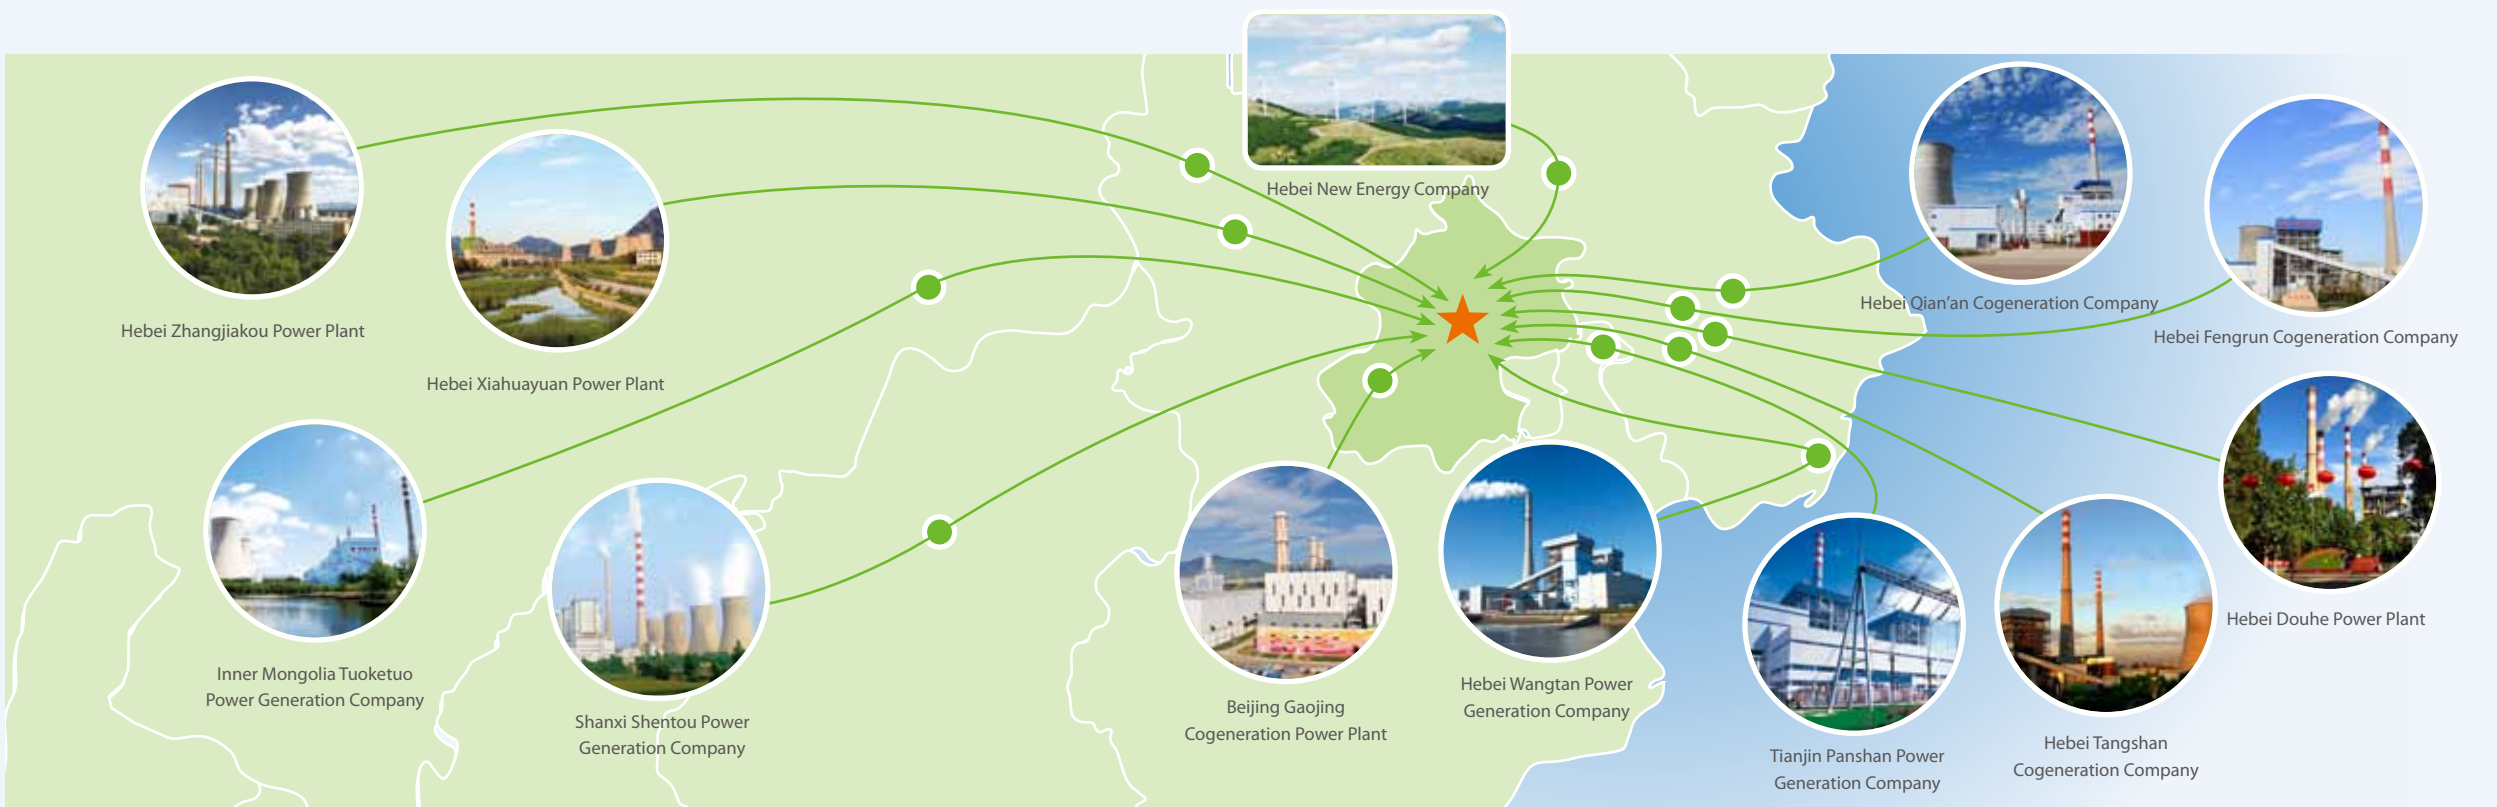 Hebei New Energy Company
Hebei Zhangjiakou Power Plant
Hebei Xiahuayuan Power Plant
Hebei Qian’an Cogeneration Company
Hebei Fengrun Cogeneration Company
Inner Mongolia Tuoketuo
Power Generation Company
Shanxi Shentou Power
Generation Company
Beijing Gaojing
Cogeneration Power Plant
Hebei Wangtan Power
Generation Company
Tianjin Panshan Power
Generation Company
Hebei Tangshan
Cogeneration Company
Hebei Douhe Power Plant